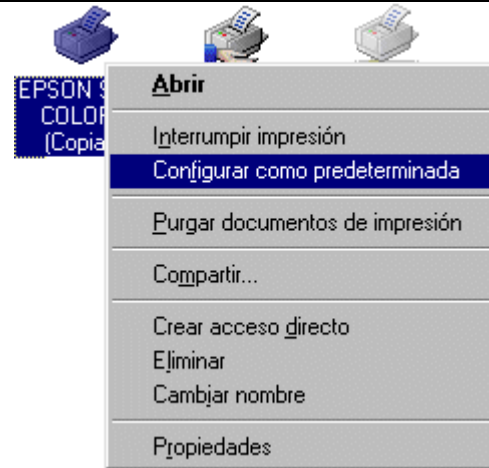 EPSON
COLOR
(Copia
Abrir
Interrumpir impresión
Configurar como predeterminada
Purgar documentos de impresión
Compartir...
Crear acceso directo
Eliminar
Cambiar nombre
Propiedades